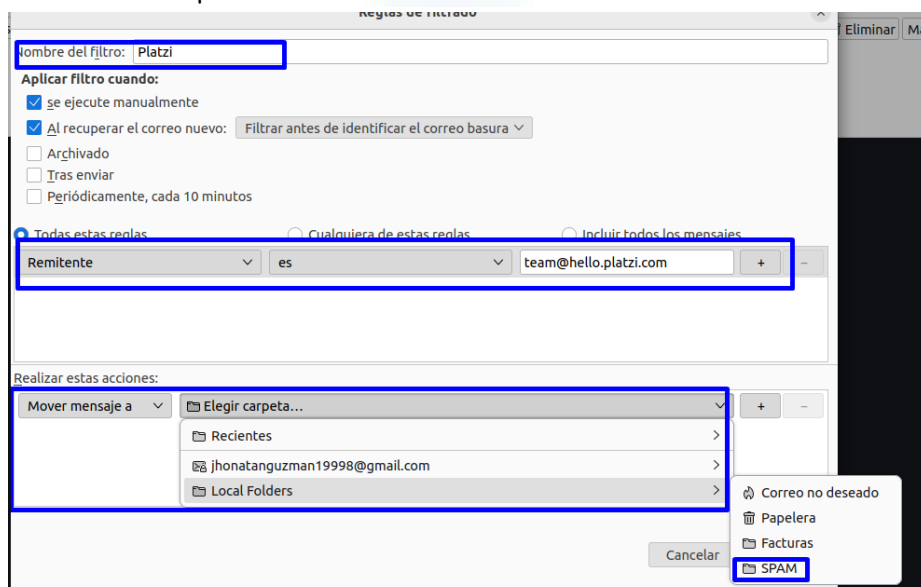 Reglas de filtrado
Eliminar
Nombre del filtro: Platzi
Aplicar filtro cuando:
se ejecute manualmente
Al recuperar el correo nuevo: Filtrar antes de identificar el correo basura
Archivado
Tras enviar
Periódicamente, cada 10 minutos
Todas estas reglas Cualquiera de estas reglas Incluir todos los mensajes
Remitente es team@hello.platzi.com + -
Realizar estas acciones:
Mover mensaje a Elegir carpeta... + -
Recientes
jhonatanguzman19998@gmail.com
Local Folders
Correo no deseado
Papelera
Facturas
SPAM
Cancelar